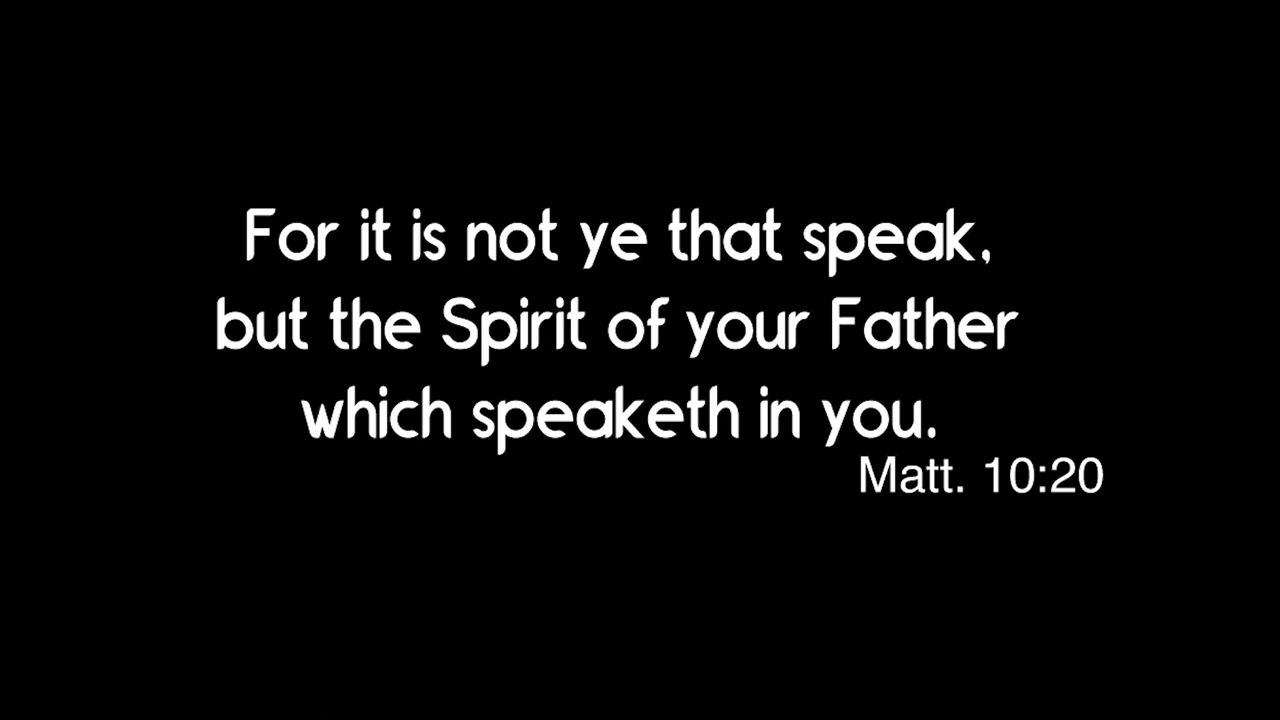 For it is not ye that speak,
but the Spirit of your Father
which speaketh in you.
Matt. 10:20